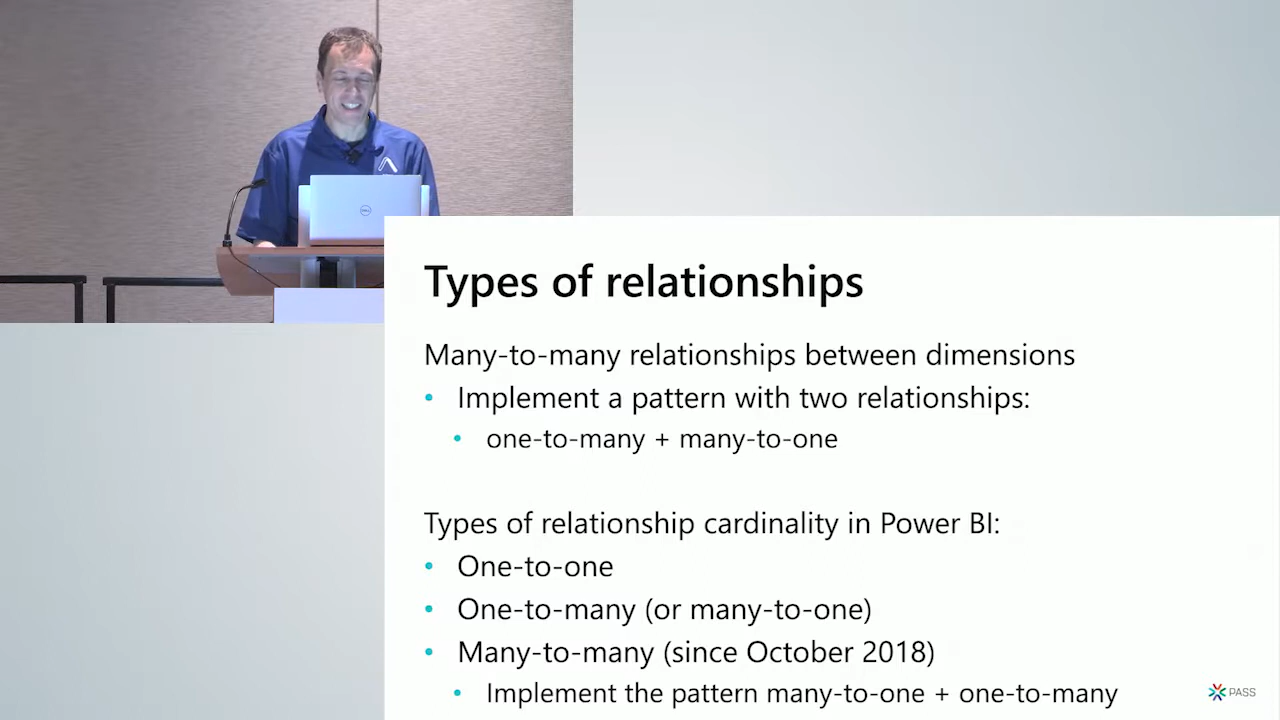 Types of relationships
Many-to-many relationships between dimensions
• Implement a pattern with two relationships:
• one-to-many + many-to-one
Types of relationship cardinality in Power BI:
• One-to-one
• One-to-many (or many-to-one)
• Many-to-many (since October 2018)
• Implement the pattern many-to-one + one-to-many
PASS